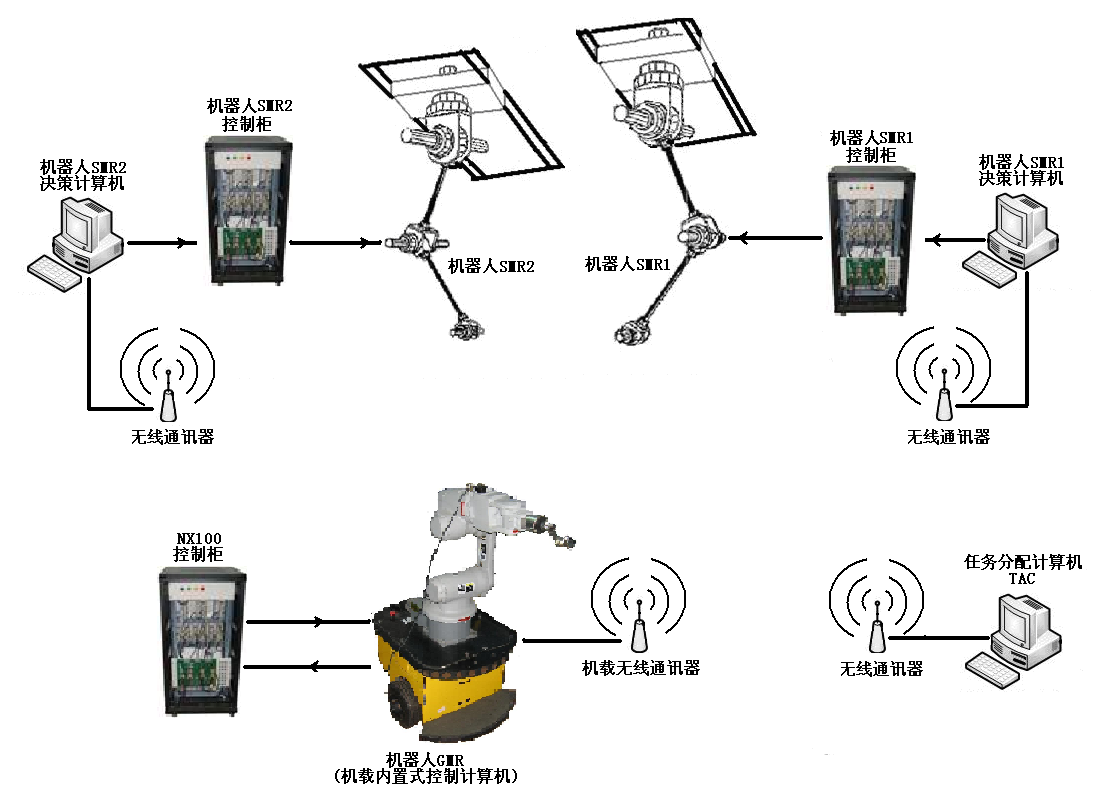 机器人SMR2
控制柜
机器人SMR1
控制柜
机器人SMR2
决策计算机
机器人SMR1
决策计算机
机器人SMR2
机器人SMR1
无线通讯器
无线通讯器
NX100
控制柜
任务分配计算机
TAC
机载无线通讯器
无线通讯器
机器人GMR
(机载内置式控制计算机)